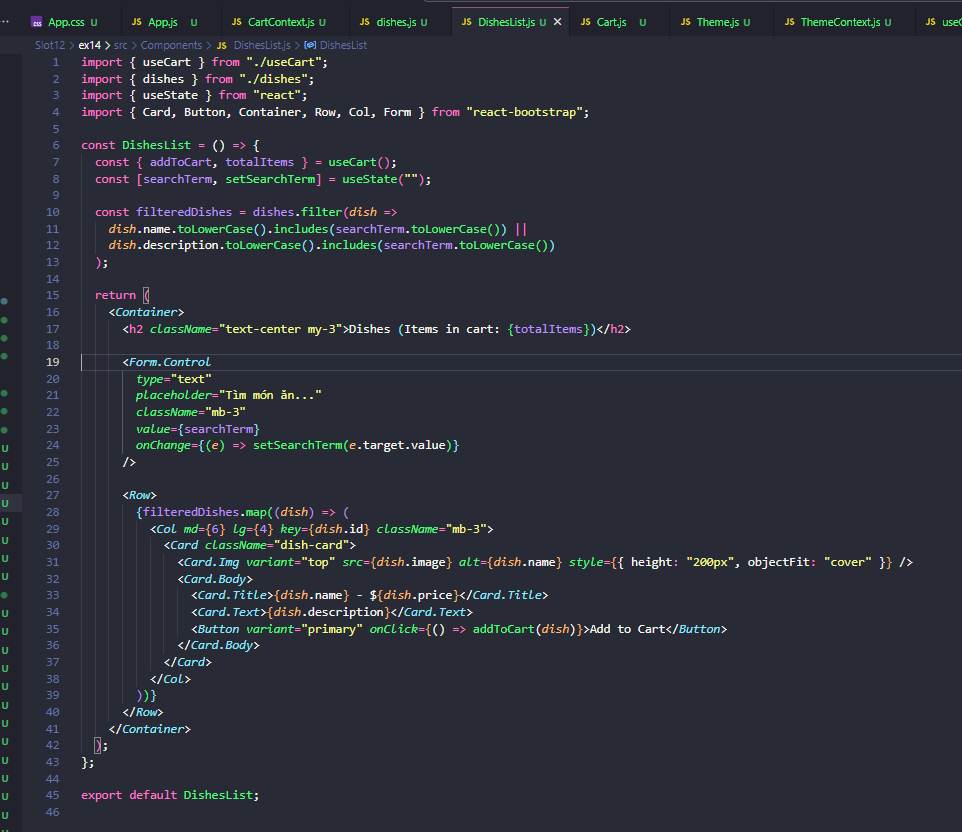 App.css U JS App.js U JS CartContext.js U JS dishes.js U JS DishesList.js U × JS Cart.js U JS Theme.js U JS ThemeContext.js U JS
Slot12 > ex14 > src > Components > JS DishesList.js > DishesList
1 import { useCart } from "./useCart";
2 import { dishes } from "./dishes";
3 import { useState } from "react";
4 import { Card, Button, Container, Row, Col, Form } from "react-bootstrap";
5
6 const DishesList = () => {
7   const { addToCart, totalItems } = useCart();
8   const [searchTerm, setSearchTerm] = useState("");
9
10   const filteredDishes = dishes.filter(dish =>
11     dish.name.toLowerCase().includes(searchTerm.toLowerCase()) ||
12     dish.description.toLowerCase().includes(searchTerm.toLowerCase())
13   );
14
15   return (
16     <Container>
17       <h2 className="text-center my-3">Dishes (Items in cart: {totalItems})</h2>
18
19       <Form.Control
20         type="text"
21         placeholder="Tìm món ăn..."
22         className="mb-3"
23         value={searchTerm}
24         onChange={(e) => setSearchTerm(e.target.value)}
25       />
26
27       <Row>
28         {filteredDishes.map((dish) => (
29           <Col md={6} lg={4} key={dish.id} className="mb-3">
30             <Card className="dish-card">
31               <Card.Img variant="top" src={dish.image} alt={dish.name} style={{ height: "200px", objectFit: "cover" }} />
32               <Card.Body>
33                 <Card.Title>{dish.name} - ${dish.price}</Card.Title>
34                 <Card.Text>{dish.description}</Card.Text>
35                 <Button variant="primary" onClick={() => addToCart(dish)}>Add to Cart</Button>
36               </Card.Body>
37             </Card>
38           </Col>
39         ))}
40       </Row>
41     </Container>
42   );
43 };
44
45 export default DishesList;
46